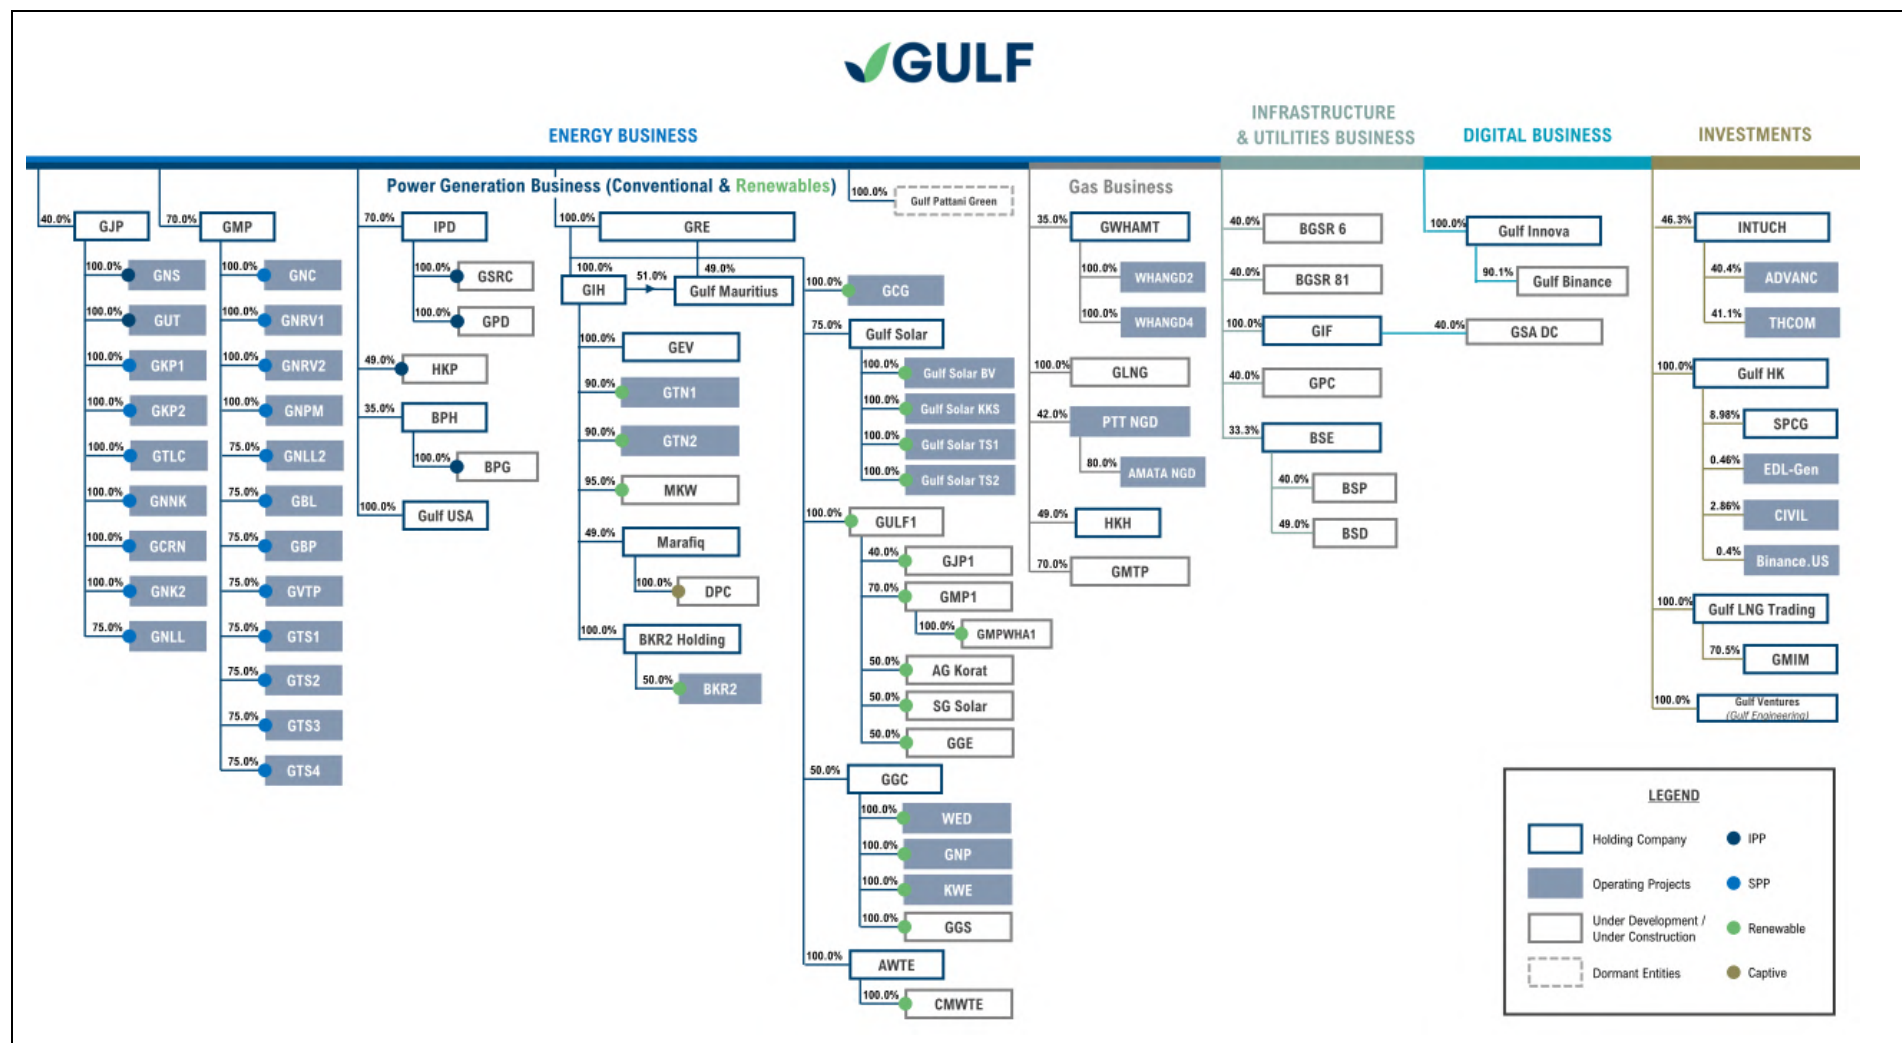 GULF
ENERGY BUSINESS
INFRASTRUCTURE
& UTILITIES BUSINESS
DIGITAL BUSINESS
INVESTMENTS
Power Generation Business (Conventional & Renewables)
100.0%
Gulf Pattani Green
Gas Business
40.0%
GJP
100.0%
GNS
100.0%
GUT
100.0%
GKP1
100.0%
GKP2
100.0%
GTLC
100.0%
GNNK
100.0%
GCRN
100.0%
GNK2
75.0%
GNLL
70.0%
GMP
100.0%
GNC
100.0%
GNRV1
100.0%
GNRV2
100.0%
GNPM
75.0%
GNLL2
75.0%
GBL
75.0%
GBP
75.0%
GVTP
75.0%
GTS1
75.0%
GTS2
75.0%
GTS3
75.0%
GTS4
70.0%
IPD
100.0%
GSRC
100.0%
GPD
49.0%
HKP
35.0%
BPH
100.0%
BPG
100.0%
Gulf USA
100.0%
GRE
100.0%
GIH
51.0%
49.0%
Gulf Mauritius
100.0%
GEV
90.0%
GTN1
90.0%
GTN2
95.0%
MKW
49.0%
Marafiq
100.0%
DPC
100.0%
BKR2 Holding
50.0%
BKR2
100.0%
GCG
75.0%
Gulf Solar
100.0%
Gulf Solar BV
100.0%
Gulf Solar KKS
100.0%
Gulf Solar TS1
100.0%
Gulf Solar TS2
100.0%
GULF1
40.0%
GJP1
70.0%
GMP1
100.0%
GMPWHA1
50.0%
AG Korat
50.0%
SG Solar
50.0%
GGE
50.0%
GGC
100.0%
WED
100.0%
GNP
100.0%
KWE
100.0%
GGS
100.0%
AWTE
100.0%
CMWTE
35.0%
GWHAMT
100.0%
WHANGD2
100.0%
WHANGD4
100.0%
GLNG
42.0%
PTT NGD
80.0%
AMATA NGD
49.0%
HKH
70.0%
GMTP
40.0%
BGSR 6
40.0%
BGSR 81
100.0%
GIF
40.0%
GSA DC
40.0%
GPC
33.3%
BSE
40.0%
BSP
49.0%
BSD
100.0%
Gulf Innova
90.1%
Gulf Binance
46.3%
INTUCH
40.4%
ADVANC
41.1%
THCOM
100.0%
Gulf HK
8.98%
SPCG
0.46%
EDL-Gen
2.86%
CIVIL
0.4%
Binance.US
100.0%
Gulf LNG Trading
70.5%
GMIM
100.0%
Gulf Ventures
(Gulf Engineering)
LEGEND
Holding Company
IPP
Operating Projects
SPP
Under Development /
Under Construction
Renewable
Dormant Entities
Captive